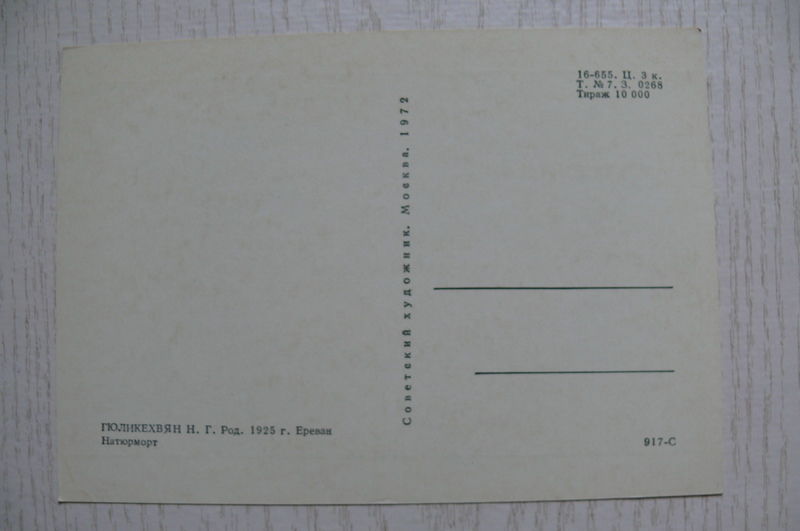 16-655. Ц. 3 к.
Т. № 7. З. 0268
Тираж 10 000
Советский художник. Москва. 1972
ГЮЛИКЕХВЯН Н. Г. Род. 1925 г. Ереван
Натюрморт
917-С